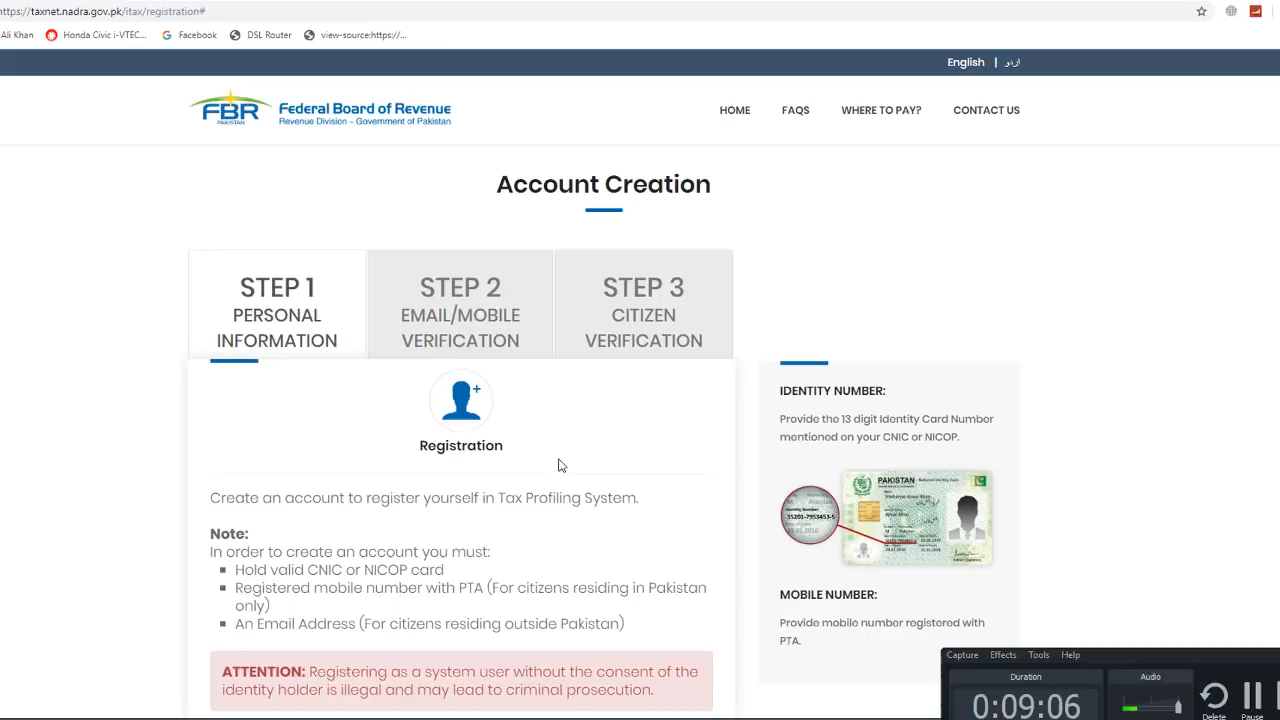 https://taxnet.nadra.gov.pk/itax/registration#
Ali Khan Honda Civic i-VTEC... Facebook DSL Router view-source:https://...
English | اردو
FBR
PAKISTAN
Federal Board of Revenue
Revenue Division - Government of Pakistan
HOME FAQS WHERE TO PAY? CONTACT US
Account Creation
STEP 1
PERSONAL
INFORMATION
STEP 2
EMAIL/MOBILE
VERIFICATION
STEP 3
CITIZEN
VERIFICATION
Registration
Create an account to register yourself in Tax Profiling System.
Note:
In order to create an account you must:
Hold valid CNIC or NICOP card
Registered mobile number with PTA (For citizens residing in Pakistan
only)
An Email Address (For citizens residing outside Pakistan)
ATTENTION: Registering as a system user without the consent of the
identity holder is illegal and may lead to criminal prosecution.
IDENTITY NUMBER:
Provide the 13 digit Identity Card Number
mentioned on your CNIC or NICOP.
PAKISTAN
Identity Number
35201-7953453-5
MOBILE NUMBER:
Provide mobile number registered with
PTA.
Capture Effects Tools Help
Duration
0:09:06
Audio
Delete
Pause